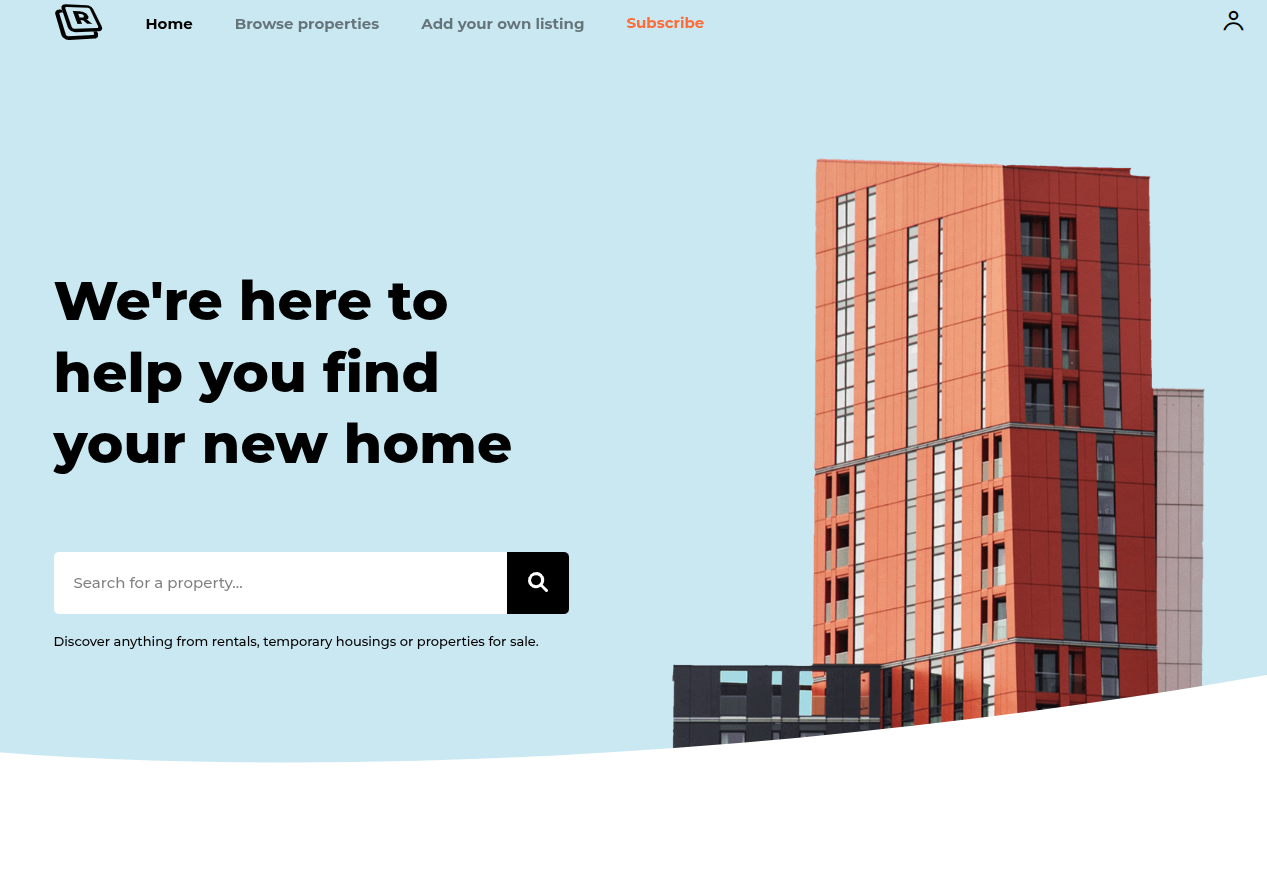 R
Home Browse properties Add your own listing Subscribe
We're here to
help you find
your new home
Search for a property...
Discover anything from rentals, temporary housings or properties for sale.